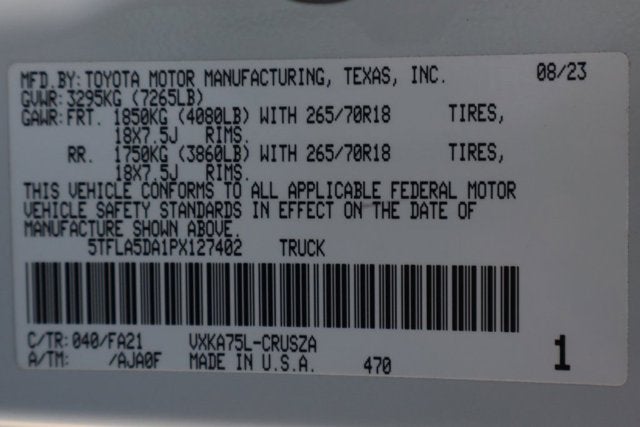 MFD.BY: TOYOTA MOTOR MANUFACTURING, TEXAS, INC. 08/23
GVWR: 3295KG (7265LB)
GAWR: FRT. 1850KG (4080LB) WITH 265/70R18 TIRES,
18X7.5J RIMS.
RR. 1750KG (3860LB) WITH 265/70R18 TIRES,
18X7.5J RIMS.
THIS VEHICLE CONFORMS TO ALL APPLICABLE FEDERAL MOTOR
VEHICLE SAFETY STANDARDS IN EFFECT ON THE DATE OF
MANUFACTURE SHOWN ABOVE.
5TFLA5DA1PX127402 TRUCK
C/TR: 040/FA21 VXKA75L-CRUSZA
A/TM: /AJA0F MADE IN U.S.A. 470 1